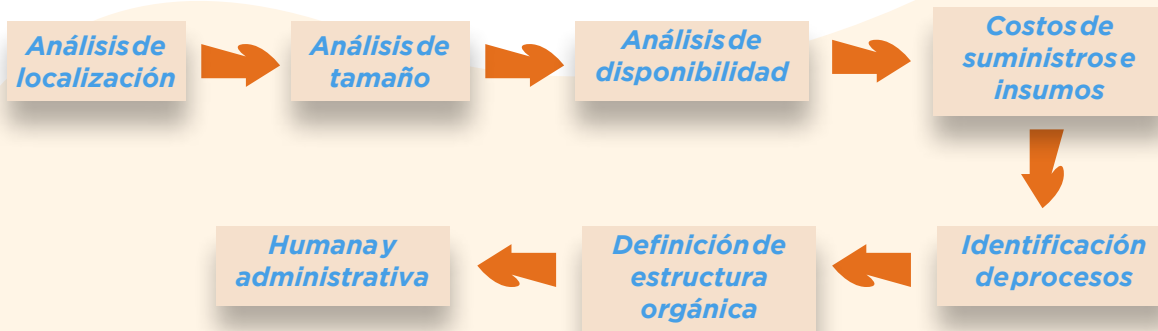 Análisis de
localización
Análisis de
tamaño
Análisis de
disponibilidad
Costos de
suministros e
insumos
Identificación
de procesos
Definición de
estructura
orgánica
Humana y
administrativa